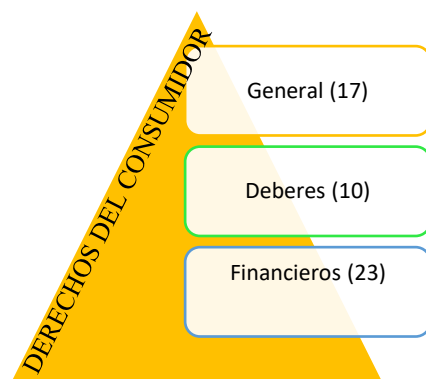 DERECHOS DEL CONSUMIDOR
General (17)
Deberes (10)
Financieros (23)